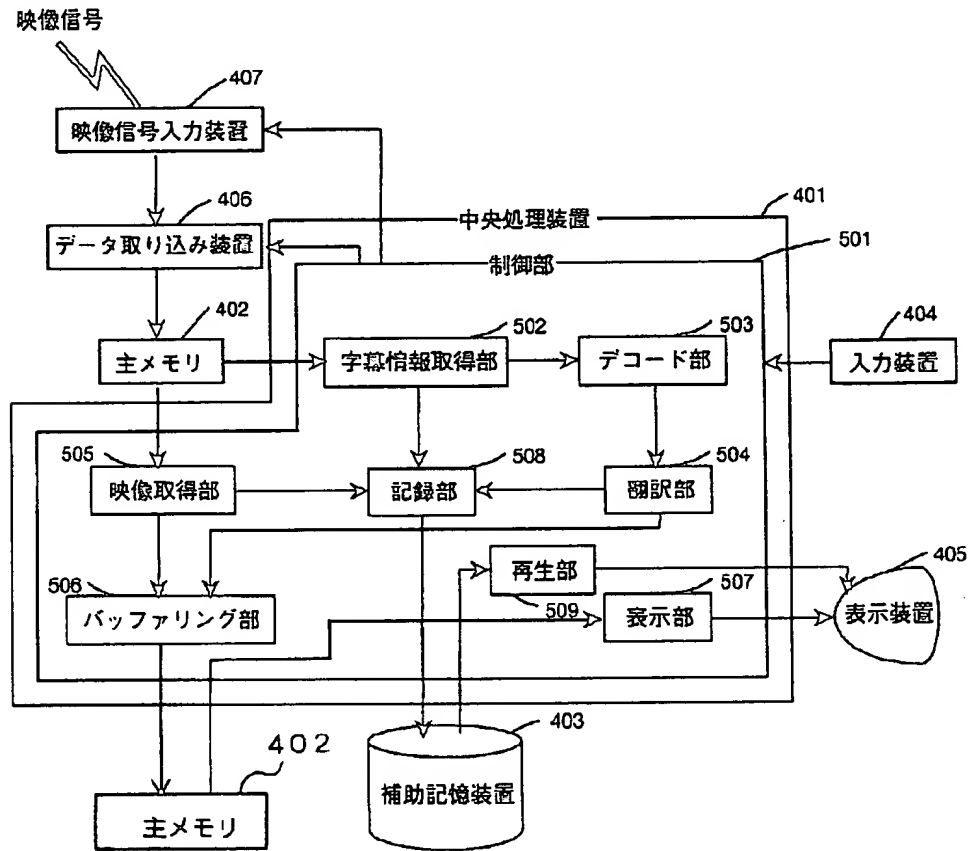 映像信号
407
映像信号入力装置
406
データ取り込み装置
中央処理装置
401
制御部
501
402
主メモリ
502
字幕情報取得部
503
デコード部
404
入力装置
505
映像取得部
508
記録部
504
翻訳部
506
バッファリング部
再生部
509
507
表示部
405
表示装置
403
補助記憶装置
402
主メモリ